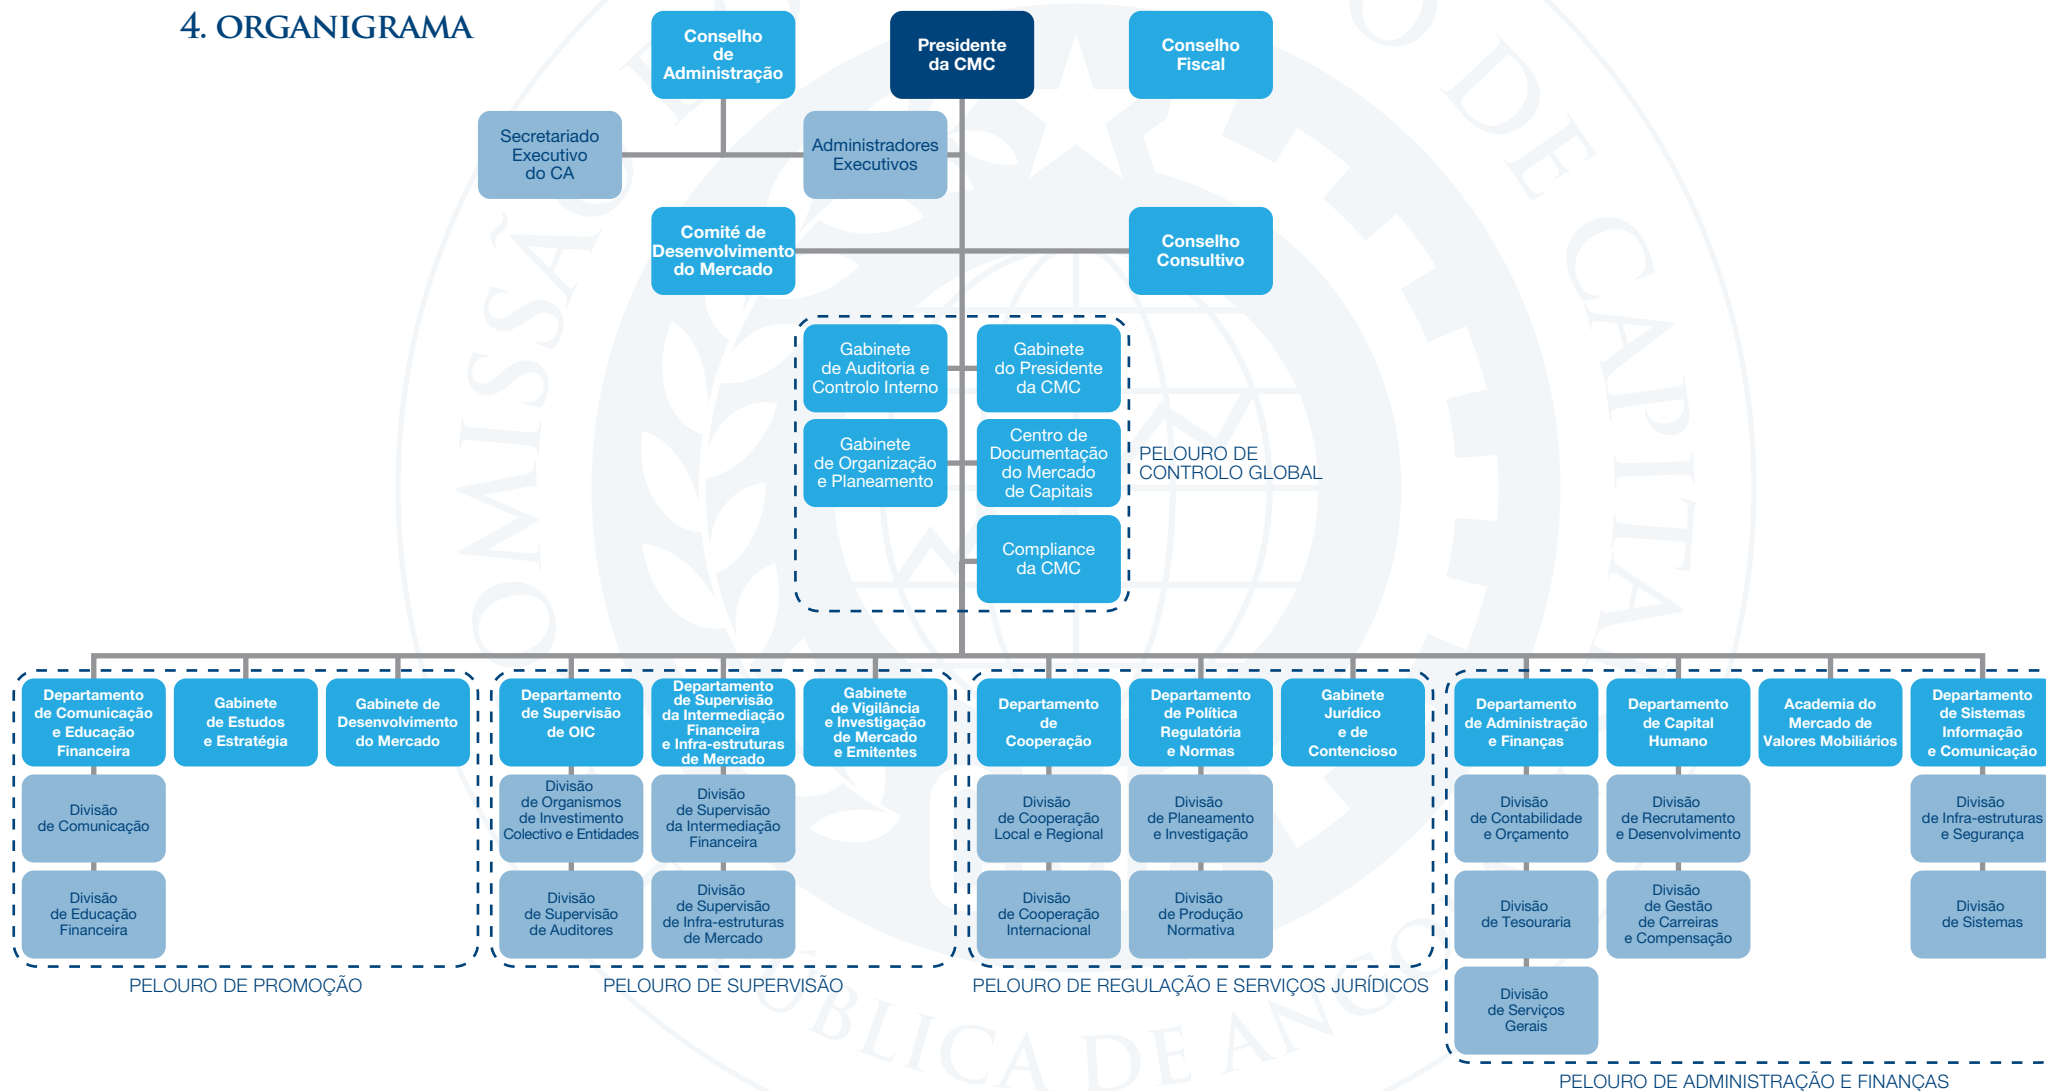 4. ORGANIGRAMA
Conselho
de
Administração
Presidente
da CMC
Conselho
Fiscal
Secretariado
Executivo
do CA
Administradores
Executivos
Comité de
Desenvolvimento
do Mercado
Conselho
Consultivo
Gabinete
de Auditoria e
Controlo Interno
Gabinete
do Presidente
da CMC
Gabinete
de Organização
e Planeamento
Centro de
Documentação
do Mercado
de Capitais
PELOURO DE
CONTROLO GLOBAL
Compliance
da CMC
Departamento
de Comunicação
e Educação
Financeira
Gabinete
de Estudos
e Estratégia
Gabinete de
Desenvolvimento
do Mercado
Departamento
de Supervisão
de OIC
Departamento
de Supervisão
da Intermediação
Financeira
e Infra-estruturas
de Mercado
Gabinete
de Vigilância
e Investigação
de Mercado
e Emitentes
Departamento
de
Cooperação
Departamento
de Política
Regulatória
e Normas
Gabinete
Jurídico
e de
Contencioso
Departamento
de Administração
e Finanças
Departamento
de Capital
Humano
Academia do
Mercado de
Valores Mobiliários
Departamento
de Sistemas
Informação
e Comunicação
Divisão
de Comunicação
Divisão
de Organismos
de Investimento
Colectivo e Entidades
Divisão
de Supervisão
da Intermediação
Financeira
Divisão
de Cooperação
Local e Regional
Divisão
de Planeamento
e Investigação
Divisão
de Contabilidade
e Orçamento
Divisão
de Recrutamento
e Desenvolvimento
Divisão
de Infra-estruturas
e Segurança
Divisão
de Educação
Financeira
Divisão
de Supervisão
de Auditores
Divisão
de Supervisão
de Infra-estruturas
de Mercado
Divisão
de Cooperação
Internacional
Divisão
de Produção
Normativa
Divisão
de Tesouraria
Divisão
de Gestão
de Carreiras
e Compensação
Divisão
de Sistemas
PELOURO DE PROMOÇÃO
PELOURO DE SUPERVISÃO
PELOURO DE REGULAÇÃO E SERVIÇOS JURÍDICOS
Divisão
de Serviços
Gerais
PELOURO DE ADMINISTRAÇÃO E FINANÇAS